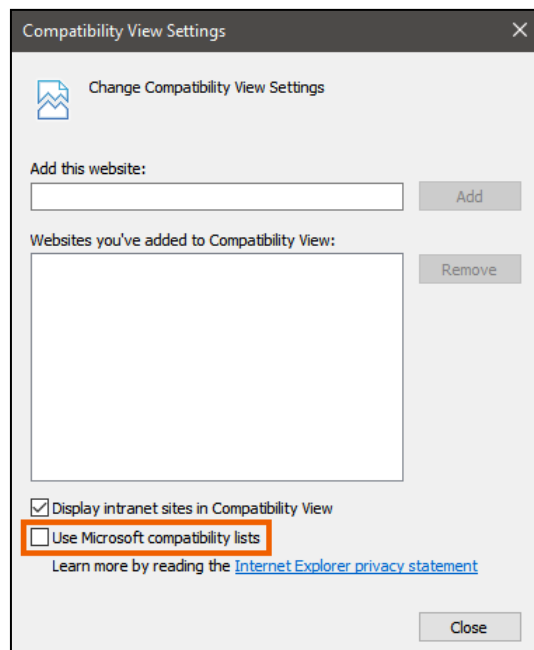 Compatibility View Settings
Change Compatibility View Settings
Add this website:
Add
Websites you've added to Compatibility View:
Remove
Display intranet sites in Compatibility View
Use Microsoft compatibility lists
Learn more by reading the Internet Explorer privacy statement
Close